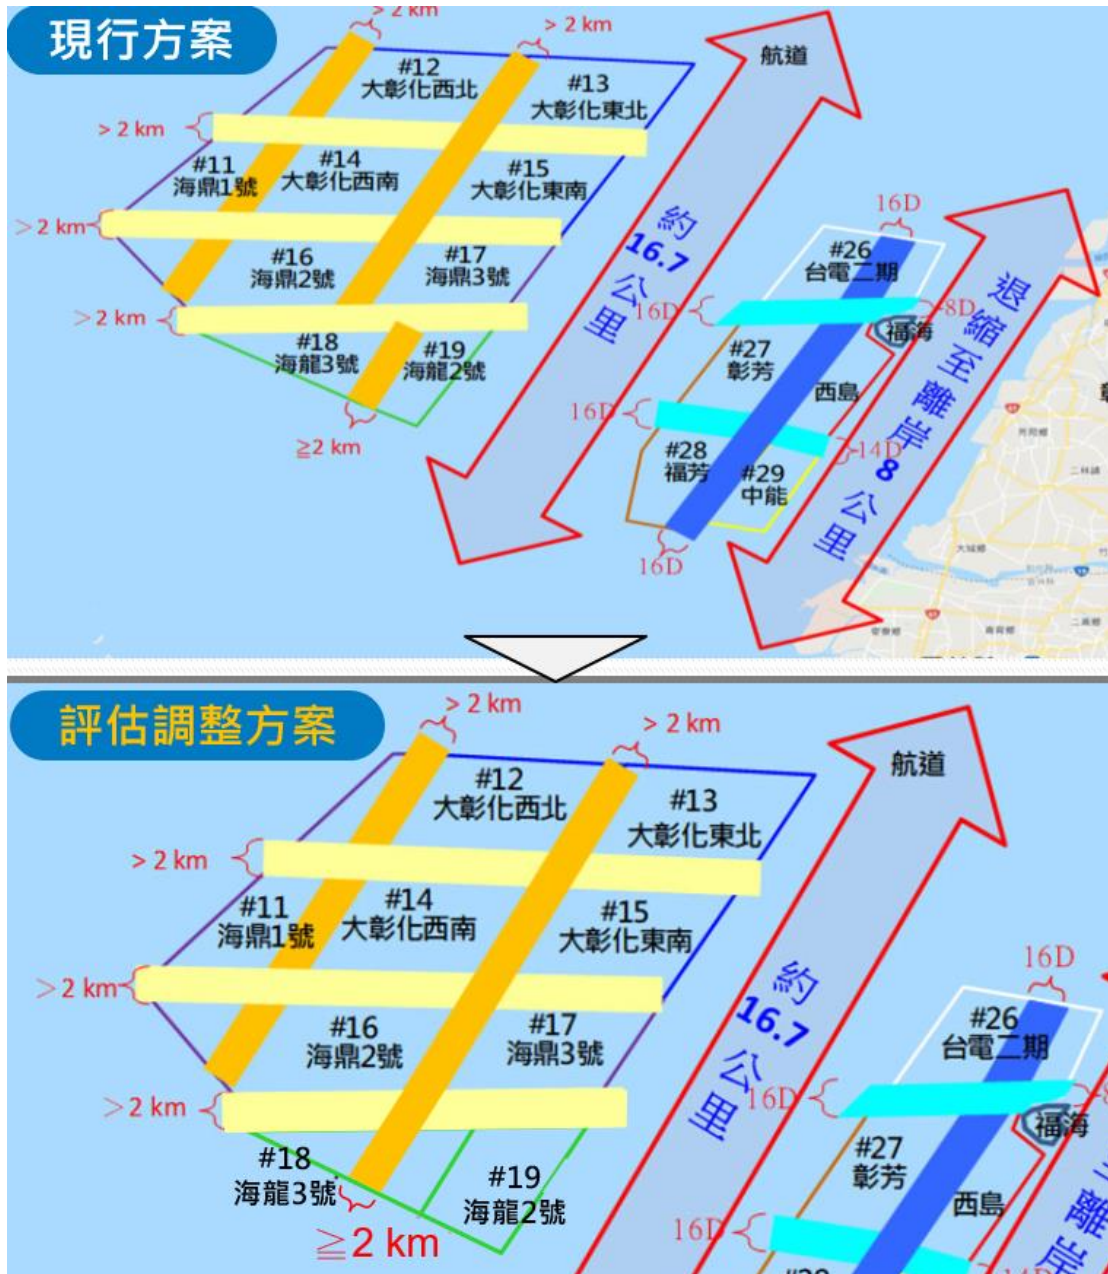 現行方案
> 2 km
> 2 km
#12
大彰化西北
#13
大彰化東北
航道
> 2 km
#11
海鼎1號
#14
大彰化西南
#15
大彰化東南
> 2 km
#16
海鼎2號
#17
海鼎3號
> 2 km
#18
海龍3號
#19
海龍2號
≧2 km
約
16.7
公
里
16D
#26
台電二期
16D
8D
福海
#27
彰芳
西島
16D
14D
#28
福芳
#29
中能
16D
退
縮
至
離
岸
8
公
里
芳苑鄉
二林鎮
大城鄉
評估調整方案
> 2 km
> 2 km
#12
大彰化西北
#13
大彰化東北
航道
> 2 km
#11
海鼎1號
#14
大彰化西南
#15
大彰化東南
> 2 km
#16
海鼎2號
#17
海鼎3號
> 2 km
#18
海龍3號
#19
海龍2號
≧2 km
約
16.7
公
里
16D
#26
台電二期
16D
福海
#27
彰芳
西島
16D
離
岸